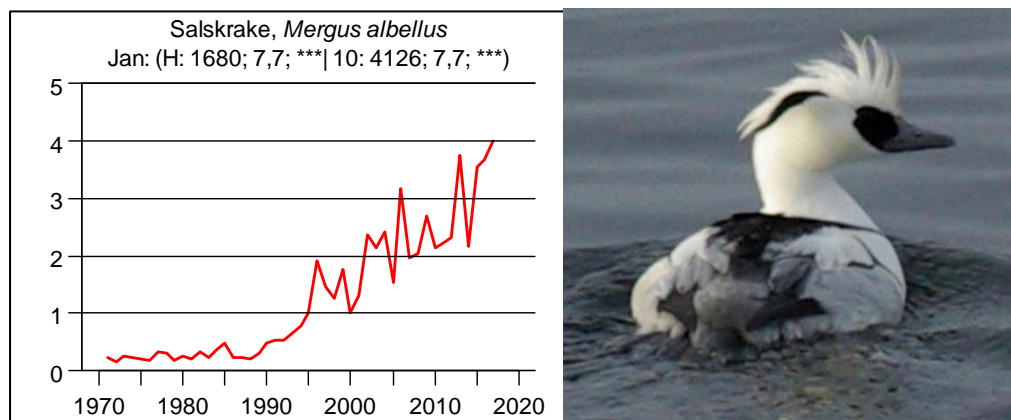 Salskrake, Mergus albellus
Jan: (H: 1680; 7,7; ***| 10: 4126; 7,7; ***)
5
4
3
2
1
0
1970 1980 1990 2000 2010 2020